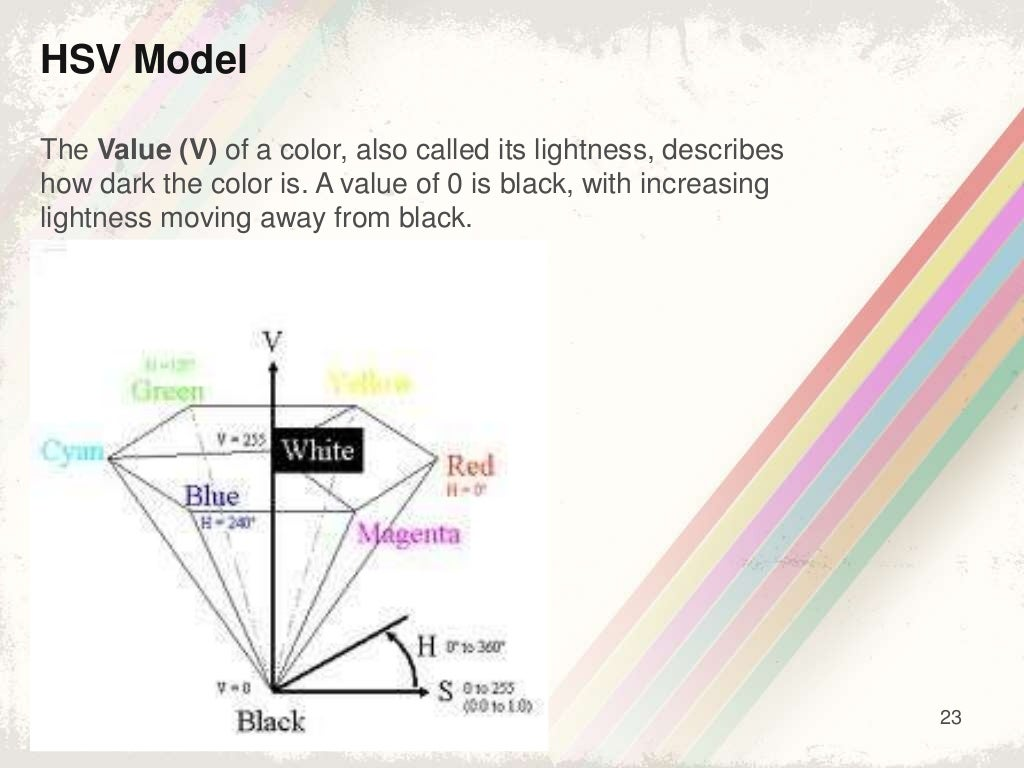 HSV Model
The Value (V) of a color, also called its lightness, describes
how dark the color is. A value of 0 is black, with increasing
lightness moving away from black.
V
H = 120°
Green
Yellow
V = 255
White
Cyan
Red
H = 0°
Blue
H = 240°
Magenta
H 0° to 360°
V = 0
S 0 to 255
(0.0 to 1.0)
Black
23